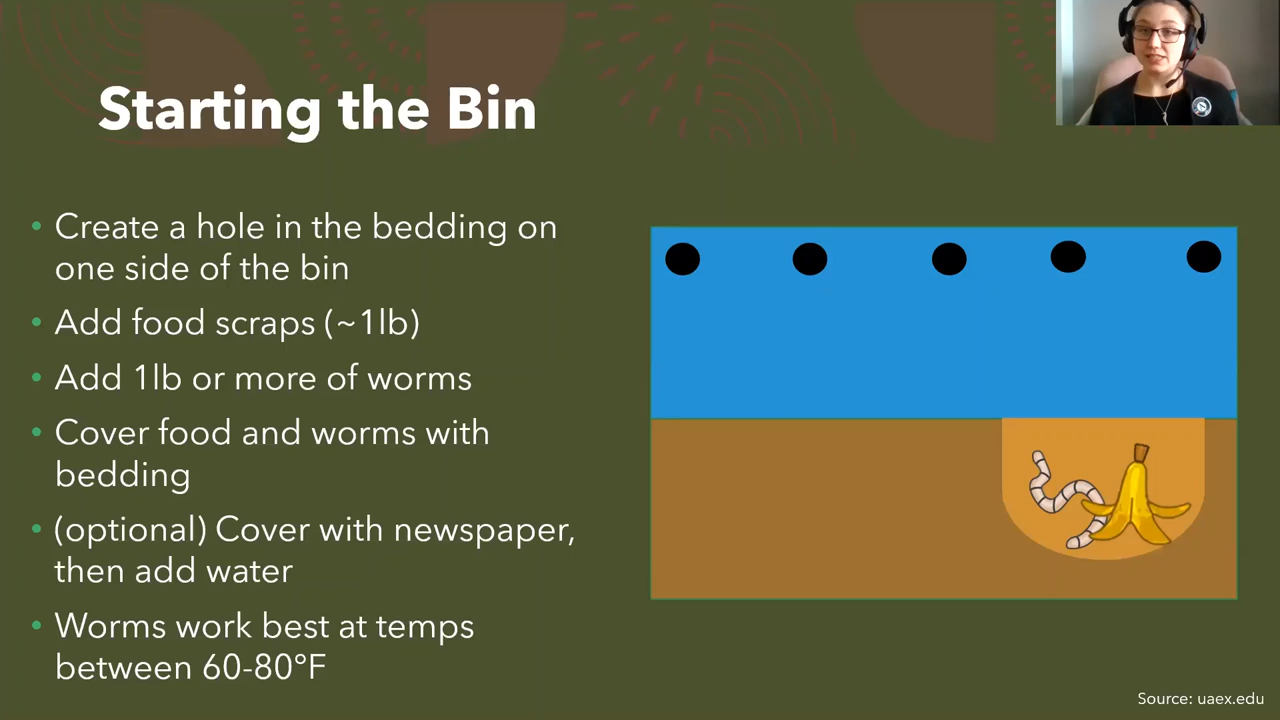 Starting the Bin
• Create a hole in the bedding on
one side of the bin
• Add food scraps (~1lb)
• Add 1lb or more of worms
• Cover food and worms with
bedding
• (optional) Cover with newspaper,
then add water
• Worms work best at temps
between 60-80°F
Source: uaex.edu